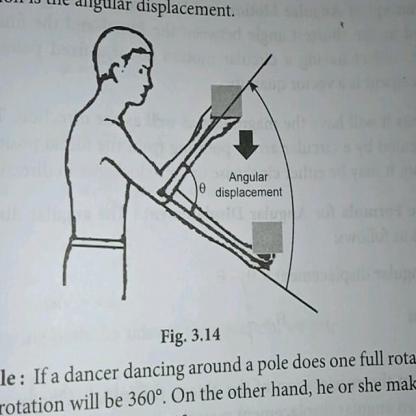 on is the angular displacement.
θ
Angular
displacement
Fig. 3.14
le: If a dancer dancing around a pole does one full rota
rotation will be 360°. On the other hand, he or she mak